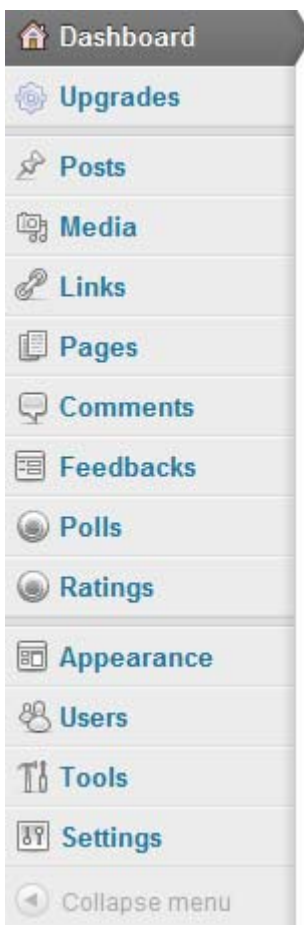 Dashboard
Upgrades
Posts
Media
Links
Pages
Comments
Feedbacks
Polls
Ratings
Appearance
Users
Tools
Settings
Collapse menu